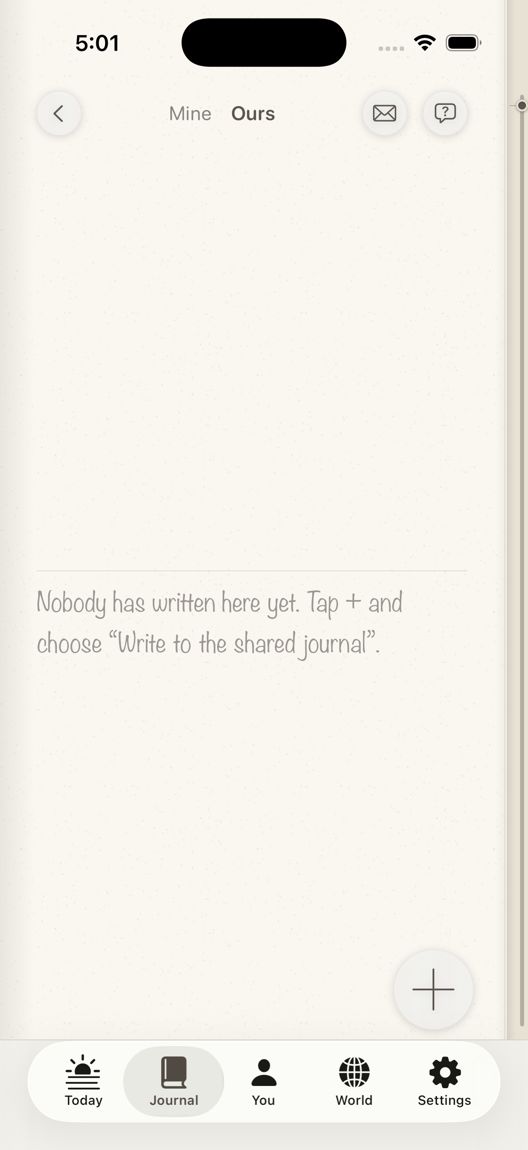 5:01
Mine Ours
Nobody has written here yet. Tap + and
choose “Write to the shared journal”.
Today Journal You World Settings